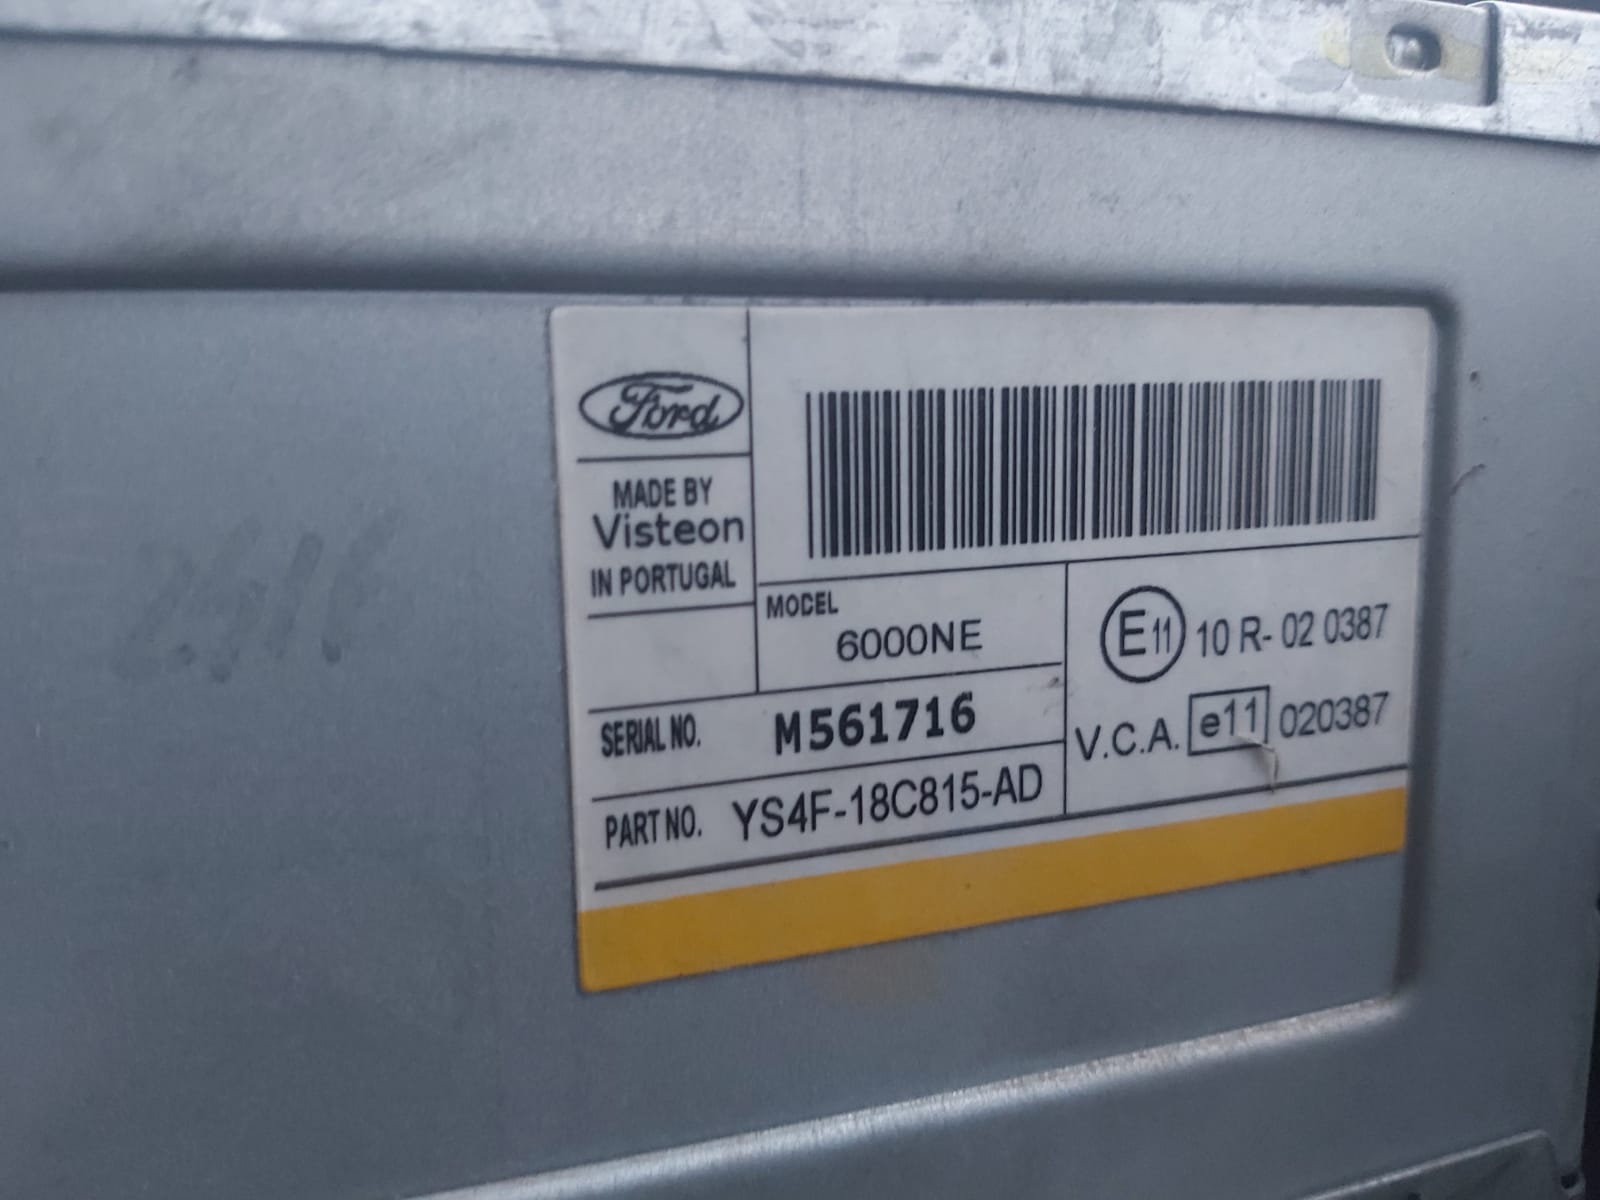 Ford
MADE BY
Visteon
IN PORTUGAL
MODEL
6000NE
SERIAL NO. M561716
PART NO. YS4F-18C815-AD
E11 10 R- 02 0387
V.C.A. e11 020387